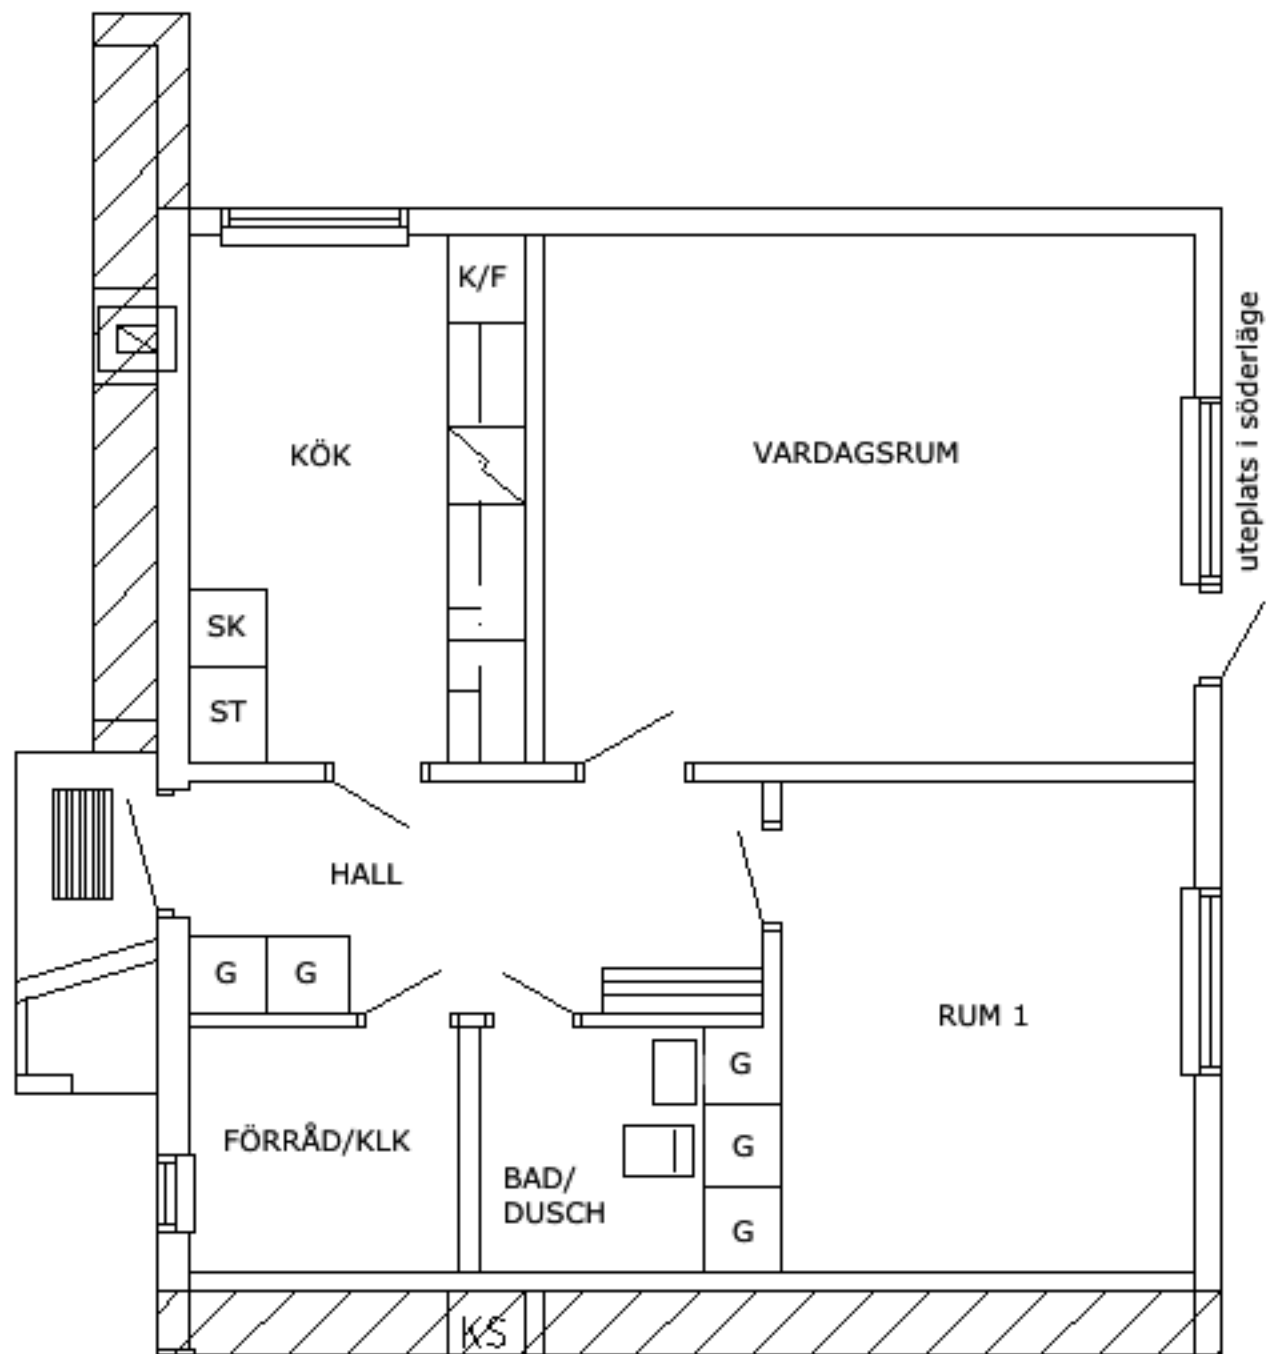 K/F
KÖK
VARDAGSRUM
uteplats i söderläge
SK
ST
HALL
G G
RUM 1
G
FÖRRÅD/KLK
G
BAD/
DUSCH
G
KS